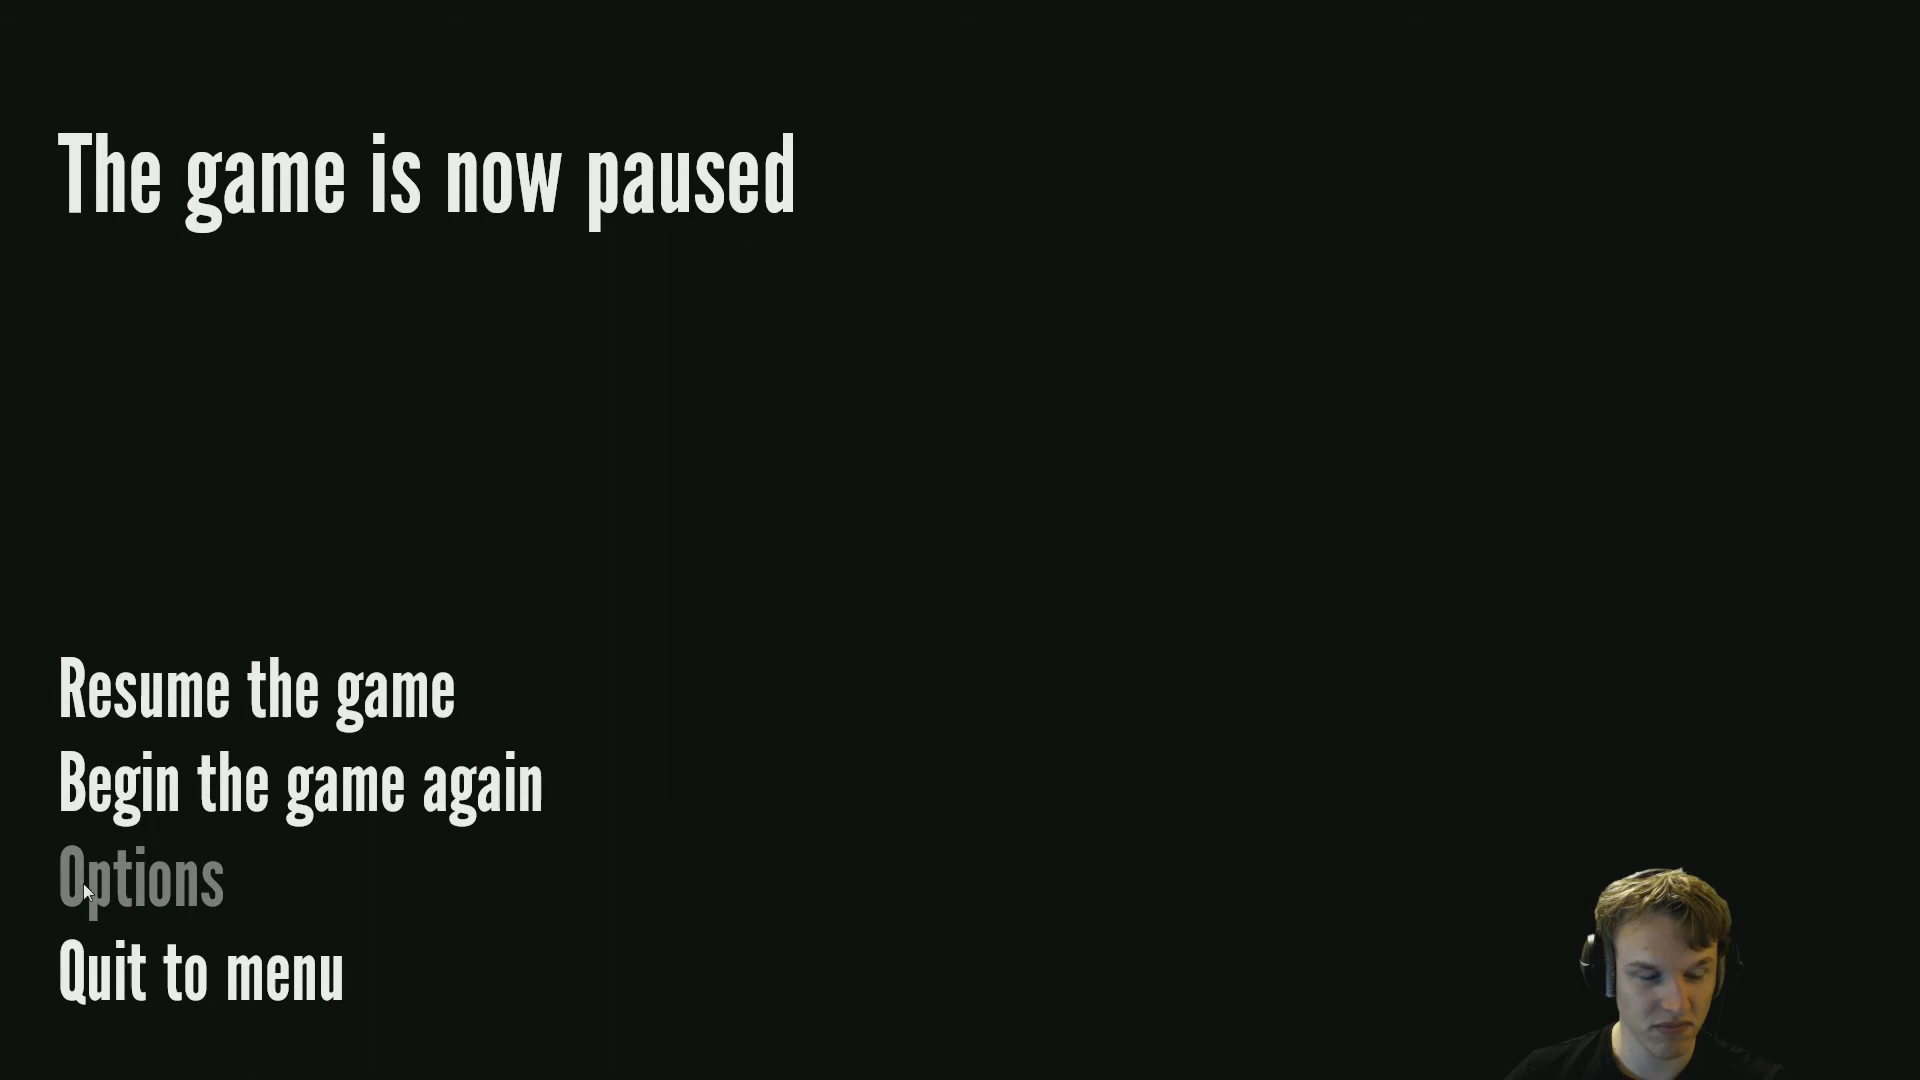 The game is now paused
Resume the game
Begin the game again
Options
Quit to menu